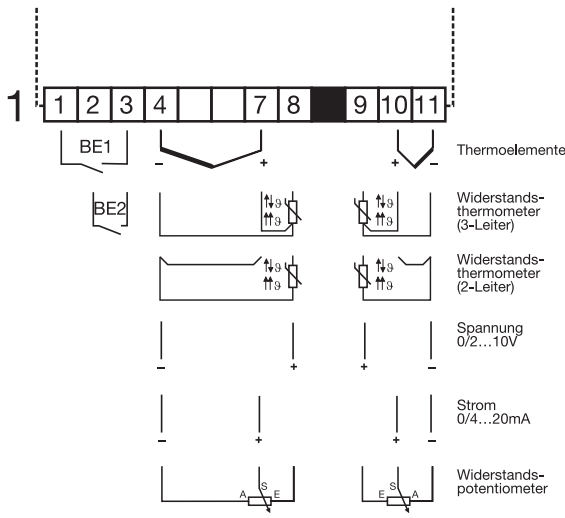 1 1 2 3 4 7 8 9 10 11
BE1 - + + - Thermoelemente
BE2 ϑ ϑ ϑ ϑ Widerstands-
thermometer
(3-Leiter)
ϑ ϑ ϑ ϑ Widerstands-
thermometer
(2-Leiter)
Spannung
0/2...10V
- + + -
Strom
0/4...20mA
- + + -
Widerstands-
potentiometer
A S E E S A